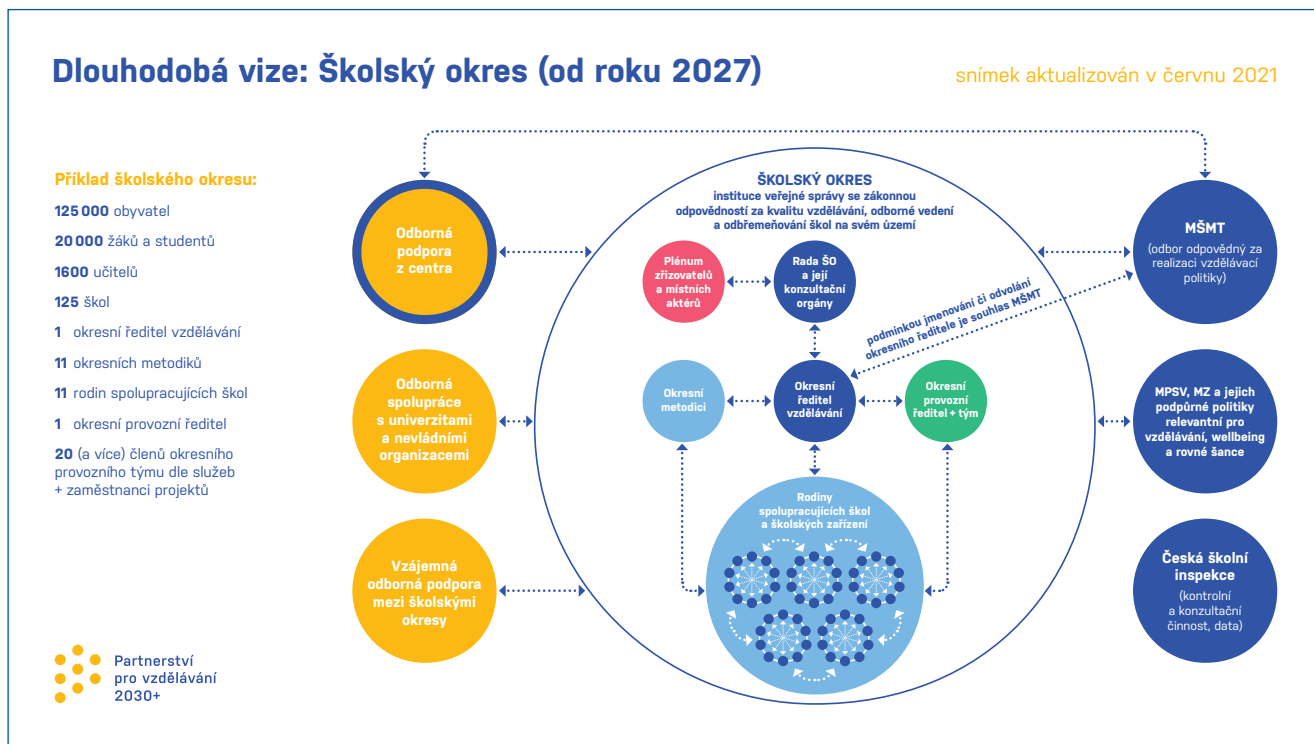 Dlouhodobá vize: Školský okres (od roku 2027)
snímek aktualizován v červnu 2021
Příklad školského okresu:
125 000 obyvatel
20 000 žáků a studentů
1600 učitelů
125 škol
1 okresní ředitel vzdělávání
11 okresních metodiků
11 rodin spolupracujících škol
1 okresní provozní ředitel
20 (a více) členů okresního
provozního týmu dle služeb
+ zaměstnanci projektů
Odborná
podpora
z centra
Odborná
spolupráce
s univerzitami
a nevládními
organizacemi
Vzájemná
odborná podpora
mezi školskými
okresy
ŠKOLSKÝ OKRES
instituce veřejné správy se zákonnou
odpovědností za kvalitu vzdělávání, odborné vedení
a odbřemeňování škol na svém území
Plénum
zřizovatelů
a místních
aktérů
Rada ŠO
a její
konzultační
orgány
podmínkou jmenování či odvolání
okresního ředitele je souhlas MŠMT
Okresní
metodici
Okresní
ředitel
vzdělávání
Okresní
provozní
ředitel + tým
Rodiny
spolupracujících škol
a školských zařízení
MŠMT
(odbor odpovědný za
realizaci vzdělávací
politiky)
MPSV, MZ a jejich
podpůrné politiky
relevantní pro
vzdělávání, wellbeing
a rovné šance
Česká školní
inspekce
(kontrolní
a konzultační
činnost, data)
Partnerství
pro vzdělávání
2030+